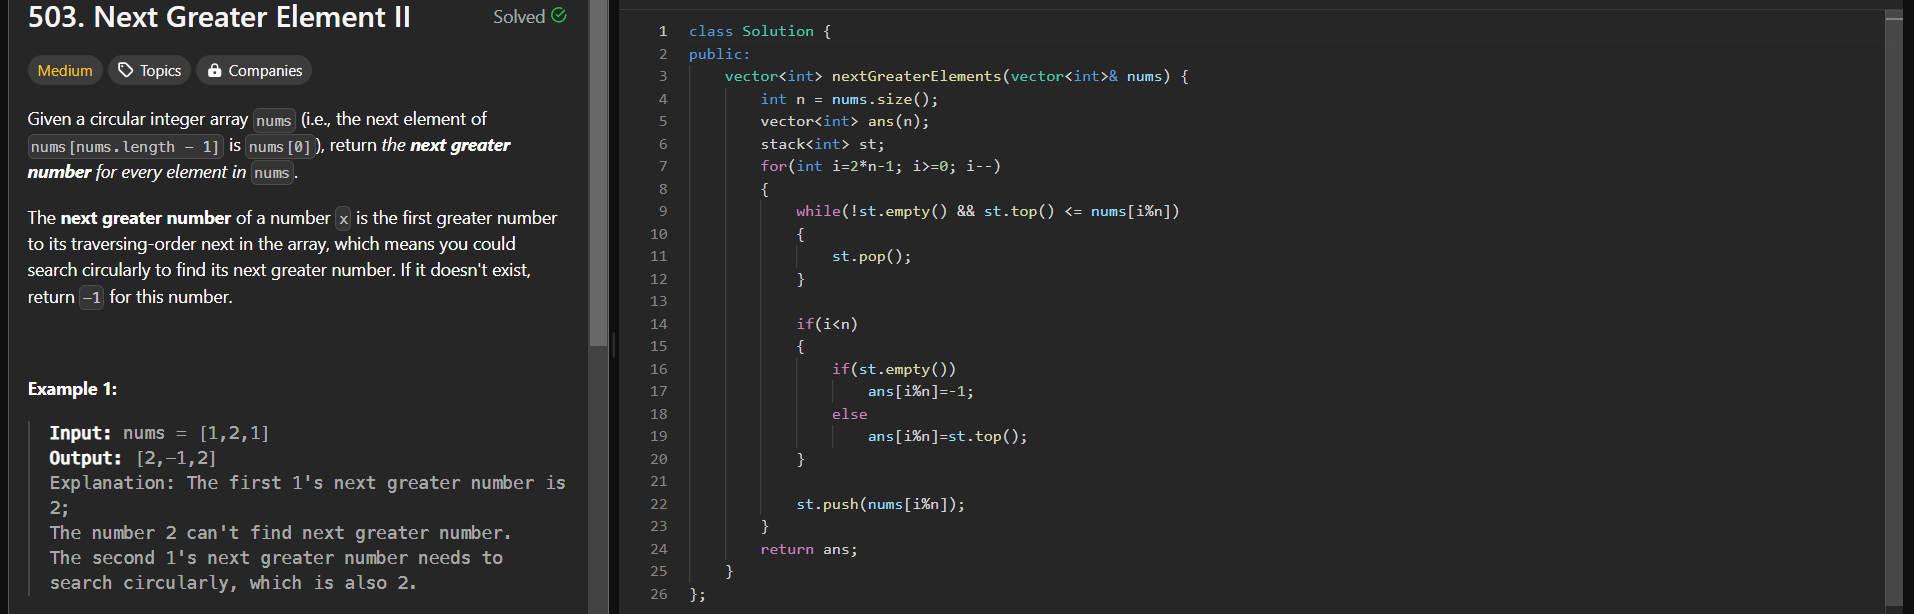 503. Next Greater Element II
Solved
Medium
Topics
Companies
Given a circular integer array nums (i.e., the next element of
nums[nums.length - 1] is nums[0]), return the next greater
number for every element in nums.
The next greater number of a number x is the first greater number
to its traversing-order next in the array, which means you could
search circularly to find its next greater number. If it doesn't exist,
return -1 for this number.
Example 1:
Input: nums = [1,2,1]
Output: [2,-1,2]
Explanation: The first 1's next greater number is
2;
The number 2 can't find next greater number.
The second 1's next greater number needs to
search circularly, which is also 2.
1 class Solution {
2 public:
3     vector<int> nextGreaterElements(vector<int>& nums) {
4         int n = nums.size();
5         vector<int> ans(n);
6         stack<int> st;
7         for(int i=2*n-1; i>=0; i--)
8         {
9             while(!st.empty() && st.top() <= nums[i%n])
10             {
11                 st.pop();
12             }
13
14             if(i<n)
15             {
16                 if(st.empty())
17                     ans[i%n]=-1;
18                 else
19                     ans[i%n]=st.top();
20             }
21
22             st.push(nums[i%n]);
23         }
24         return ans;
25     }
26 };